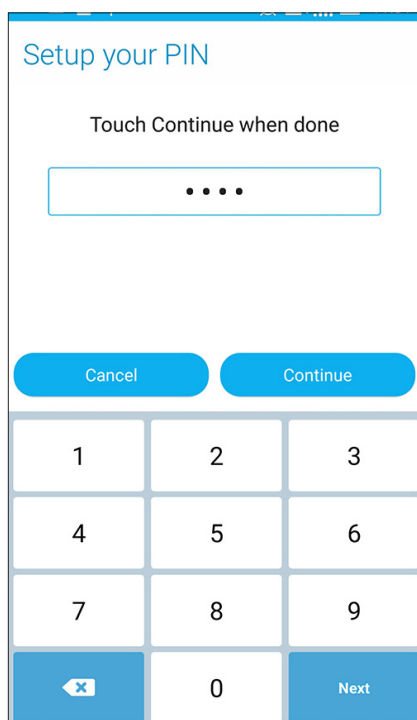 Setup your PIN
Touch Continue when done
••••
Cancel Continue
1 2 3
4 5 6
7 8 9
0 Next